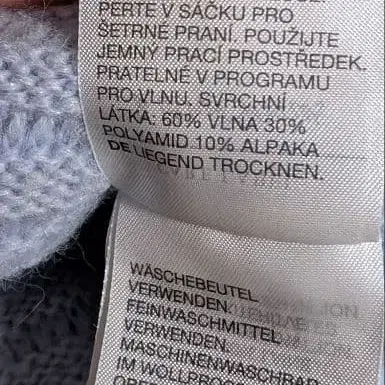 PERTE V SÁČKU PRO
ŠETRNÉ PRANÍ. POUŽIJTE
JEMNÝ PRACÍ PROSTŘEDEK.
PRATELNÉ V PROGRAMU
PRO VLNU. SVRCHNÍ
LÁTKA: 60% VLNA 30%
POLYAMID 10% ALPAKA
DE LIEGEND TROCKNEN.
WÄSCHEBEUTEL
VERWENDEN.
FEINWASCHMITTEL
VERWENDEN.
MASCHINENWASCHBAR
IM WOLLPRO